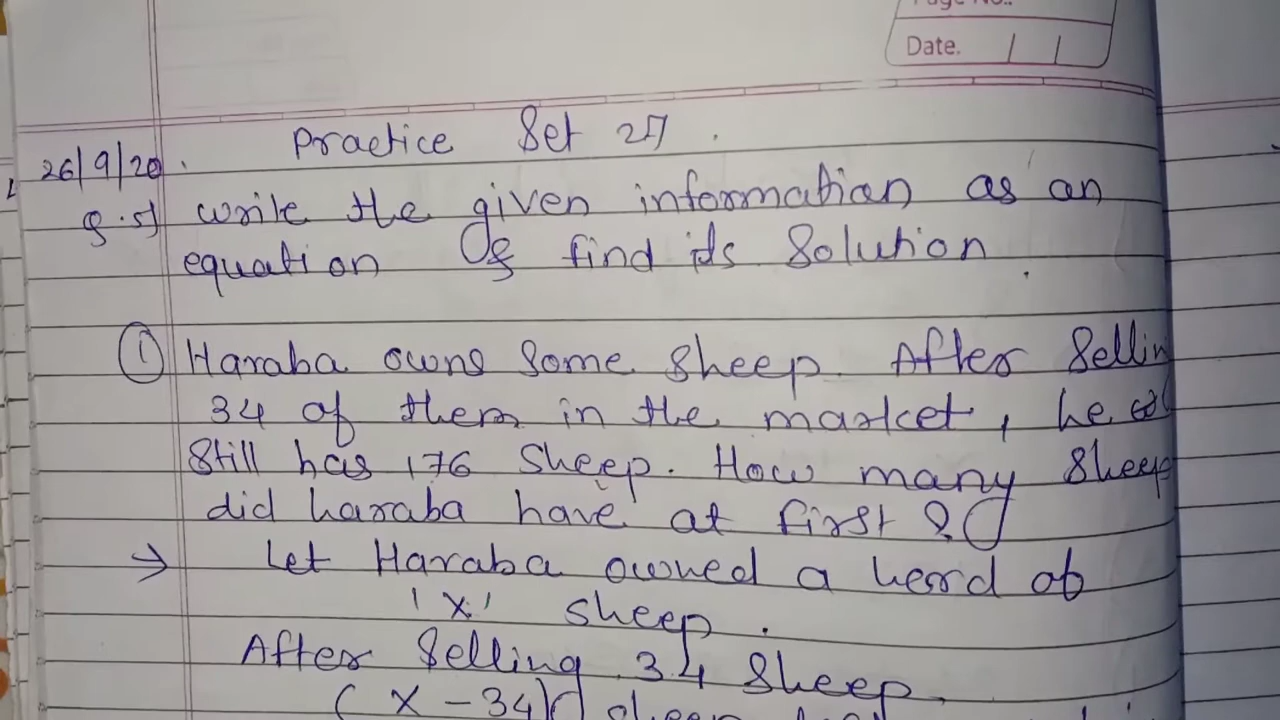 Page No.:
Date. / /
Practice Set 27.
26/9/20.
Q.5] write the given information as an
equation & find its Solution.
① Haraba owns Some Sheep. After Sellin
34 of them in the market, he
Still has 176 Sheep. How many Sheep
did haraba have at first?
→ Let Haraba owned a herd of
'x' sheep.
After Selling 34 Sheep,
(x - 34)